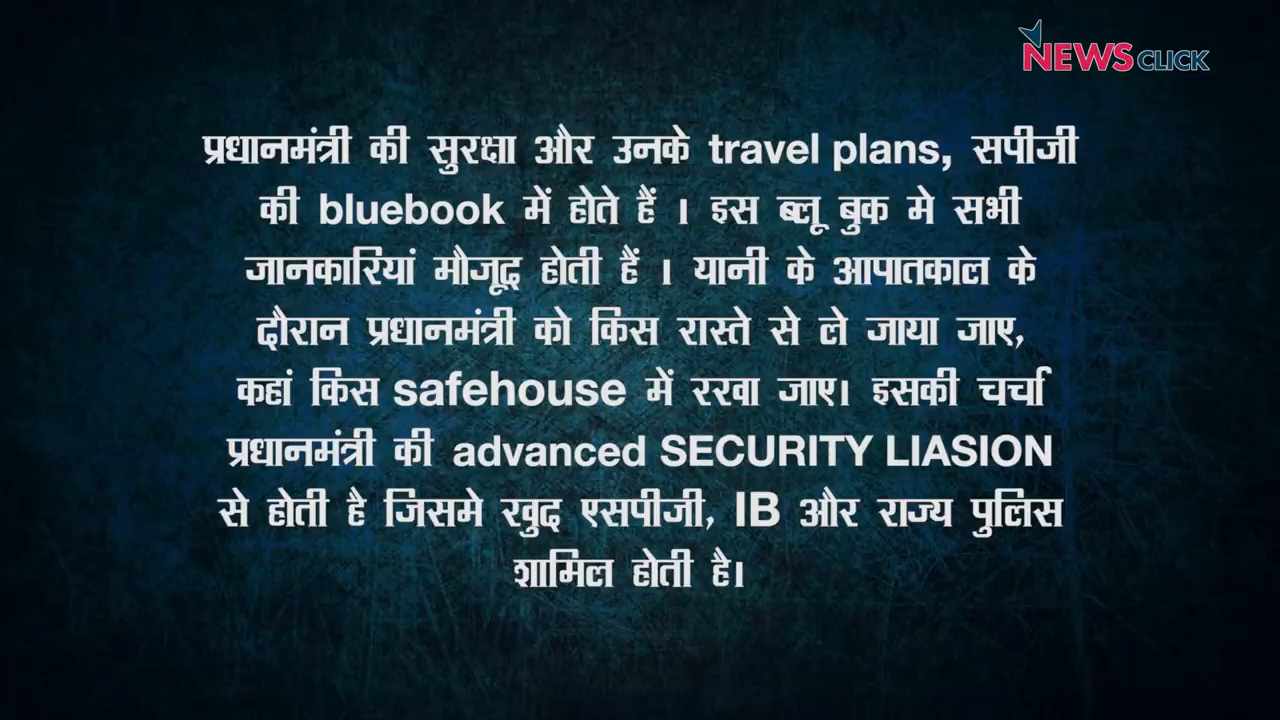 NEWSCLICK
प्रधानमंत्री की सुरक्षा और उनके travel plans, सपीजी
की bluebook में होते हैं । इस ब्लू बुक मे सभी
जानकारियां मौजूद होती हैं । यानी के आपातकाल के
दौरान प्रधानमंत्री को किस रास्ते से ले जाया जाए,
कहां किस safehouse में रखा जाए। इसकी चर्चा
प्रधानमंत्री की advanced SECURITY LIASION
से होती है जिसमे खुद एसपीजी, IB और राज्य पुलिस
शामिल होती है।